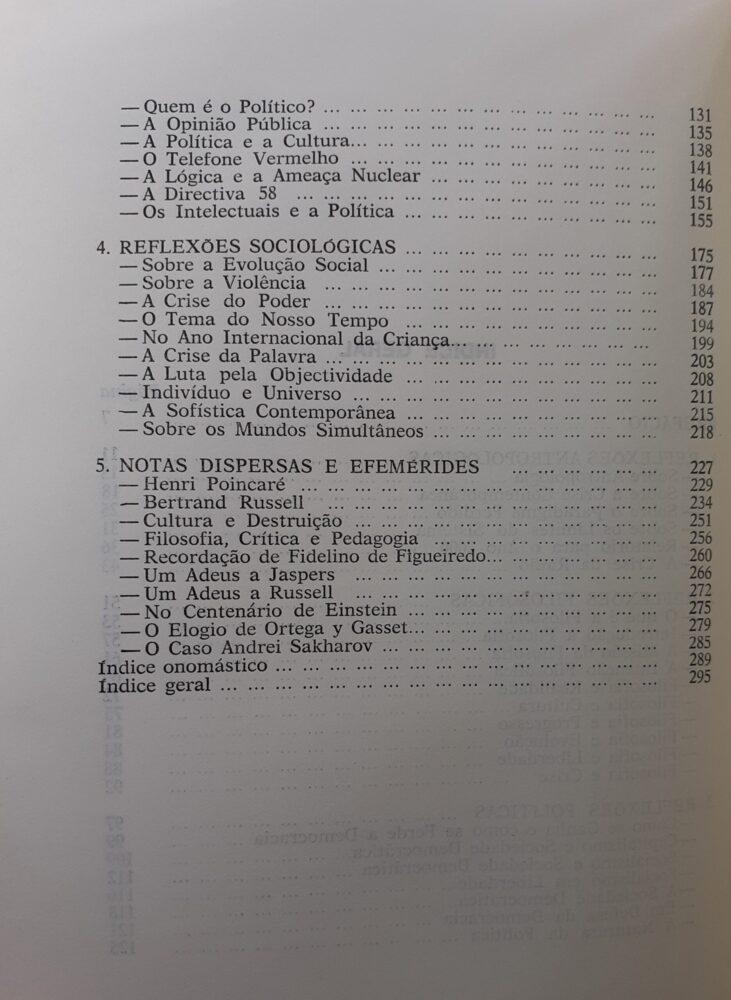 — Quem é o Político? ... ... ... ... ... ... ... ... ... ... ... ... ... 131
— A Opinião Pública ... ... ... ... ... ... ... ... ... ... ... ... ... 135
— A Política e a Cultura... ... ... ... ... ... ... ... ... ... ... ... 138
— O Telefone Vermelho ... ... ... ... ... ... ... ... ... ... ... ... 141
— A Lógica e a Ameaça Nuclear ... ... ... ... ... ... ... ... ... 146
— A Directiva 58 ... ... ... ... ... ... ... ... ... ... ... ... ... ... 151
— Os Intelectuais e a Política ... ... ... ... ... ... ... ... ... ... 155
4. REFLEXÕES SOCIOLÓGICAS ... ... ... ... ... ... ... ... ... ... 175
— Sobre a Evolução Social ... ... ... ... ... ... ... ... ... ... ... 177
— Sobre a Violência ... ... ... ... ... ... ... ... ... ... ... ... ... 184
— A Crise do Poder ... ... ... ... ... ... ... ... ... ... ... ... ... 187
— O Tema do Nosso Tempo ... ... ... ... ... ... ... ... ... ... 194
— No Ano Internacional da Criança... ... ... ... ... ... ... ... 199
— A Crise da Palavra ... ... ... ... ... ... ... ... ... ... ... ... ... 203
— A Luta pela Objectividade ... ... ... ... ... ... ... ... ... ... 208
— Indivíduo e Universo ... ... ... ... ... ... ... ... ... ... ... ... 211
— A Sofística Contemporânea ... ... ... ... ... ... ... ... ... ... 215
— Sobre os Mundos Simultâneos ... ... ... ... ... ... ... ... ... 218
5. NOTAS DISPERSAS E EFEMÉRIDES ... ... ... ... ... ... 227
— Henri Poincaré ... ... ... ... ... ... ... ... ... ... ... ... ... ... 229
— Bertrand Russell ... ... ... ... ... ... ... ... ... ... ... ... ... 234
— Cultura e Destruição ... ... ... ... ... ... ... ... ... ... ... ... 251
— Filosofia, Crítica e Pedagogia ... ... ... ... ... ... ... ... ... 256
— Recordação de Fidelino de Figueiredo... ... ... ... ... ... ... 260
— Um Adeus a Jaspers ... ... ... ... ... ... ... ... ... ... ... ... 266
— Um Adeus a Russell ... ... ... ... ... ... ... ... ... ... ... ... 272
— No Centenário de Einstein ... ... ... ... ... ... ... ... ... ... 275
— O Elogio de Ortega y Gasset... ... ... ... ... ... ... ... ... ... 279
— O Caso Andrei Sakharov ... ... ... ... ... ... ... ... ... ... ... 285
Índice onomástico ... ... ... ... ... ... ... ... ... ... ... ... ... ... 289
Índice geral ... ... ... ... ... ... ... ... ... ... ... ... ... ... ... ... 295